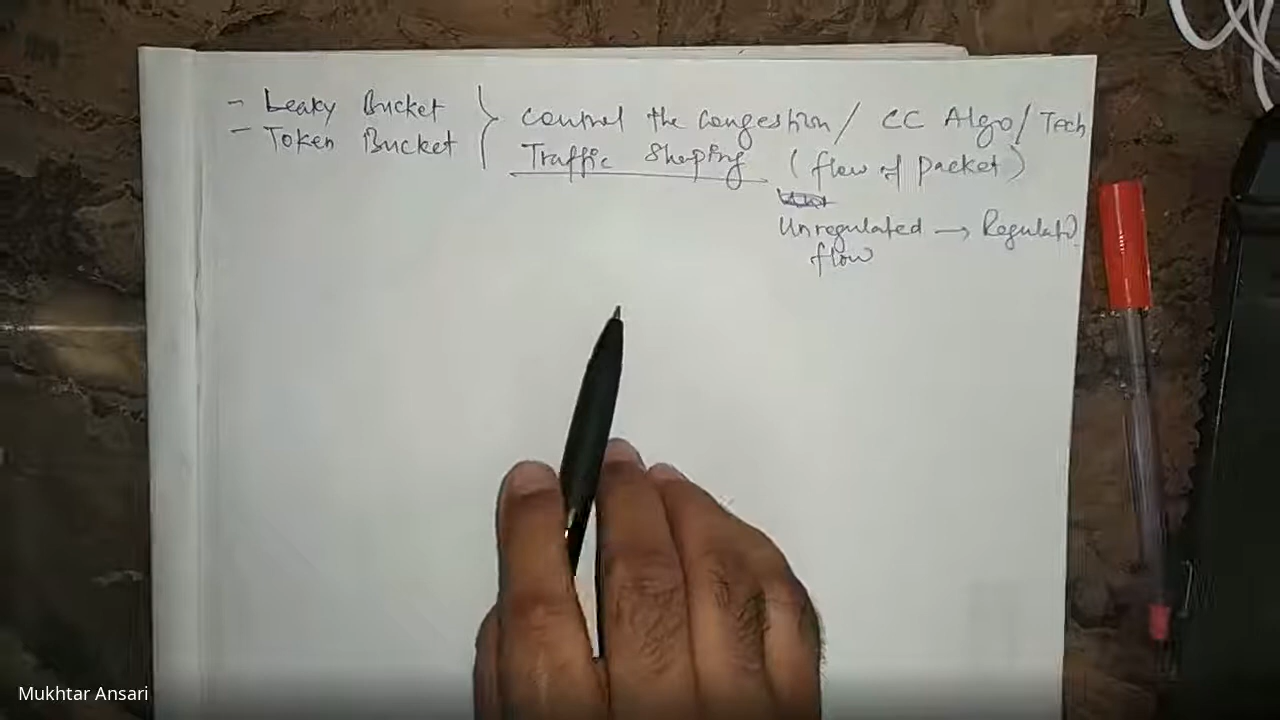 - Leaky Bucket
- Token Bucket
control the congestion / CC Algo / Tech
Traffic Shaping (flow of packet)
Unregulated → Regulated
flow
Mukhtar Ansari